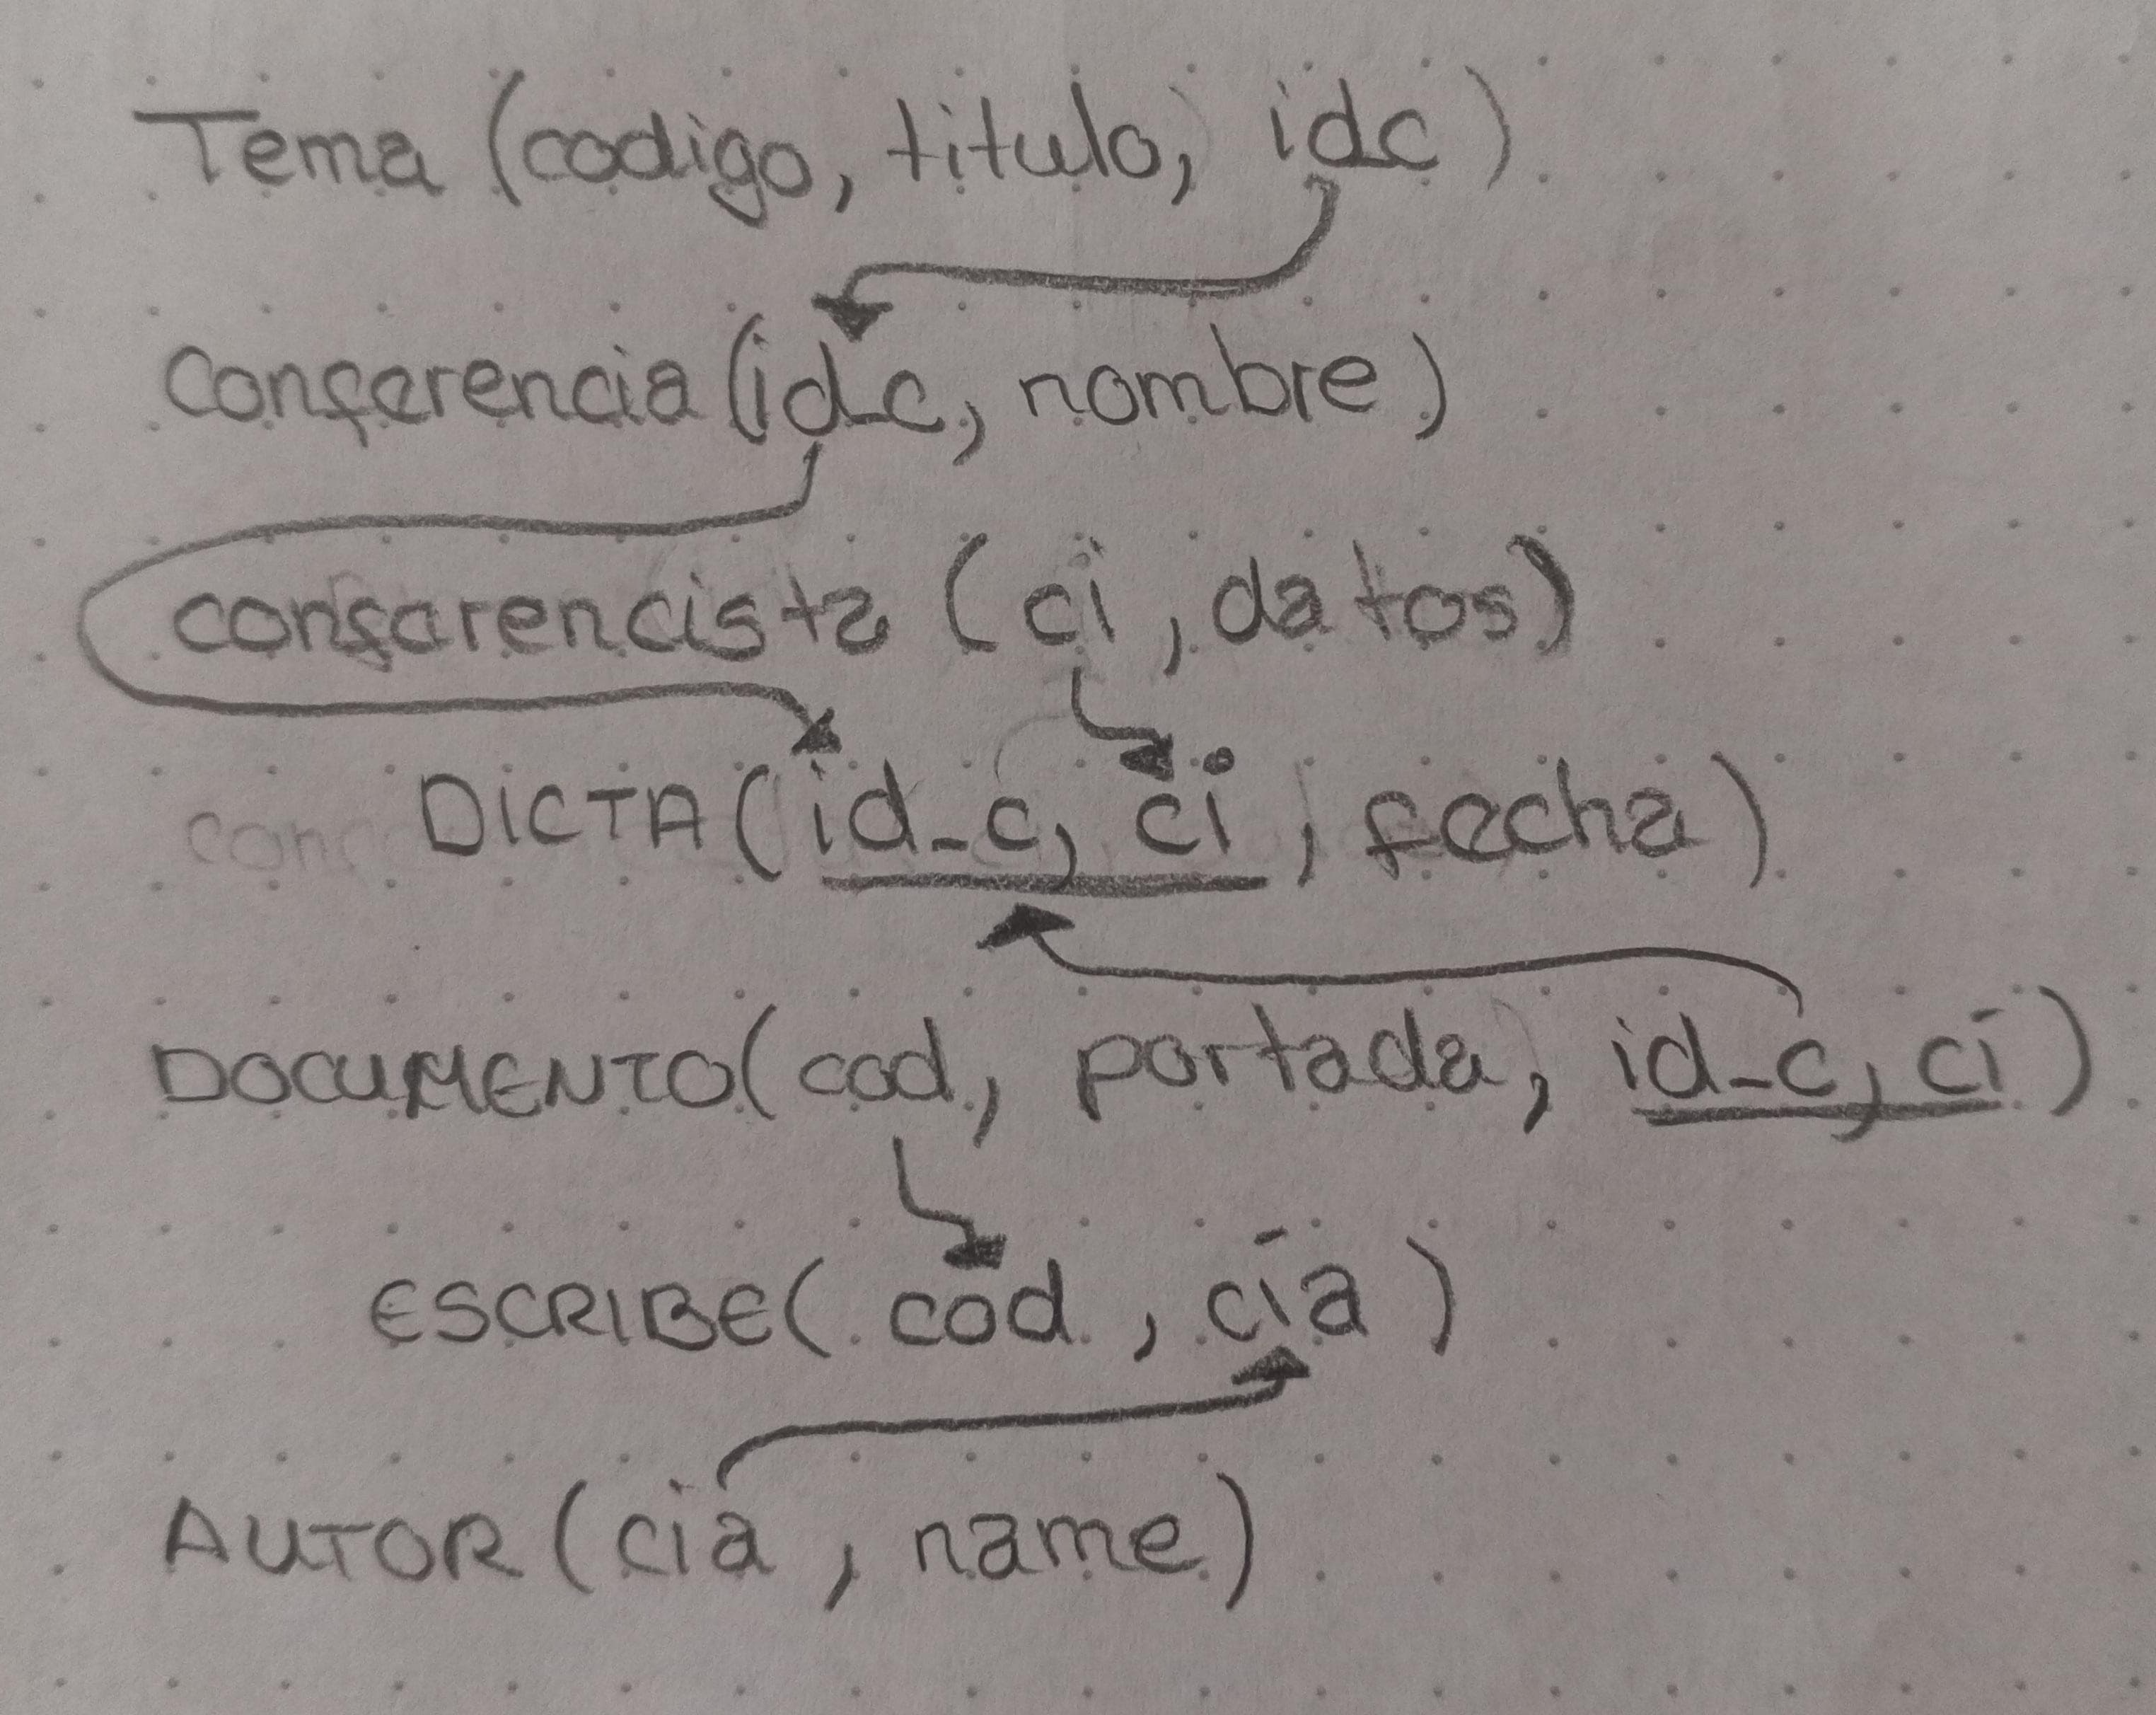 Tema (codigo, titulo, idc)
Conferencia (id_c, nombre)
conferencista (ci, datos)
DICTA (id_c, ci, fecha)
DOCUMENTO (cod, portada, id_c, ci)
ESCRIBE (cod, cia)
AUTOR (cia, name)